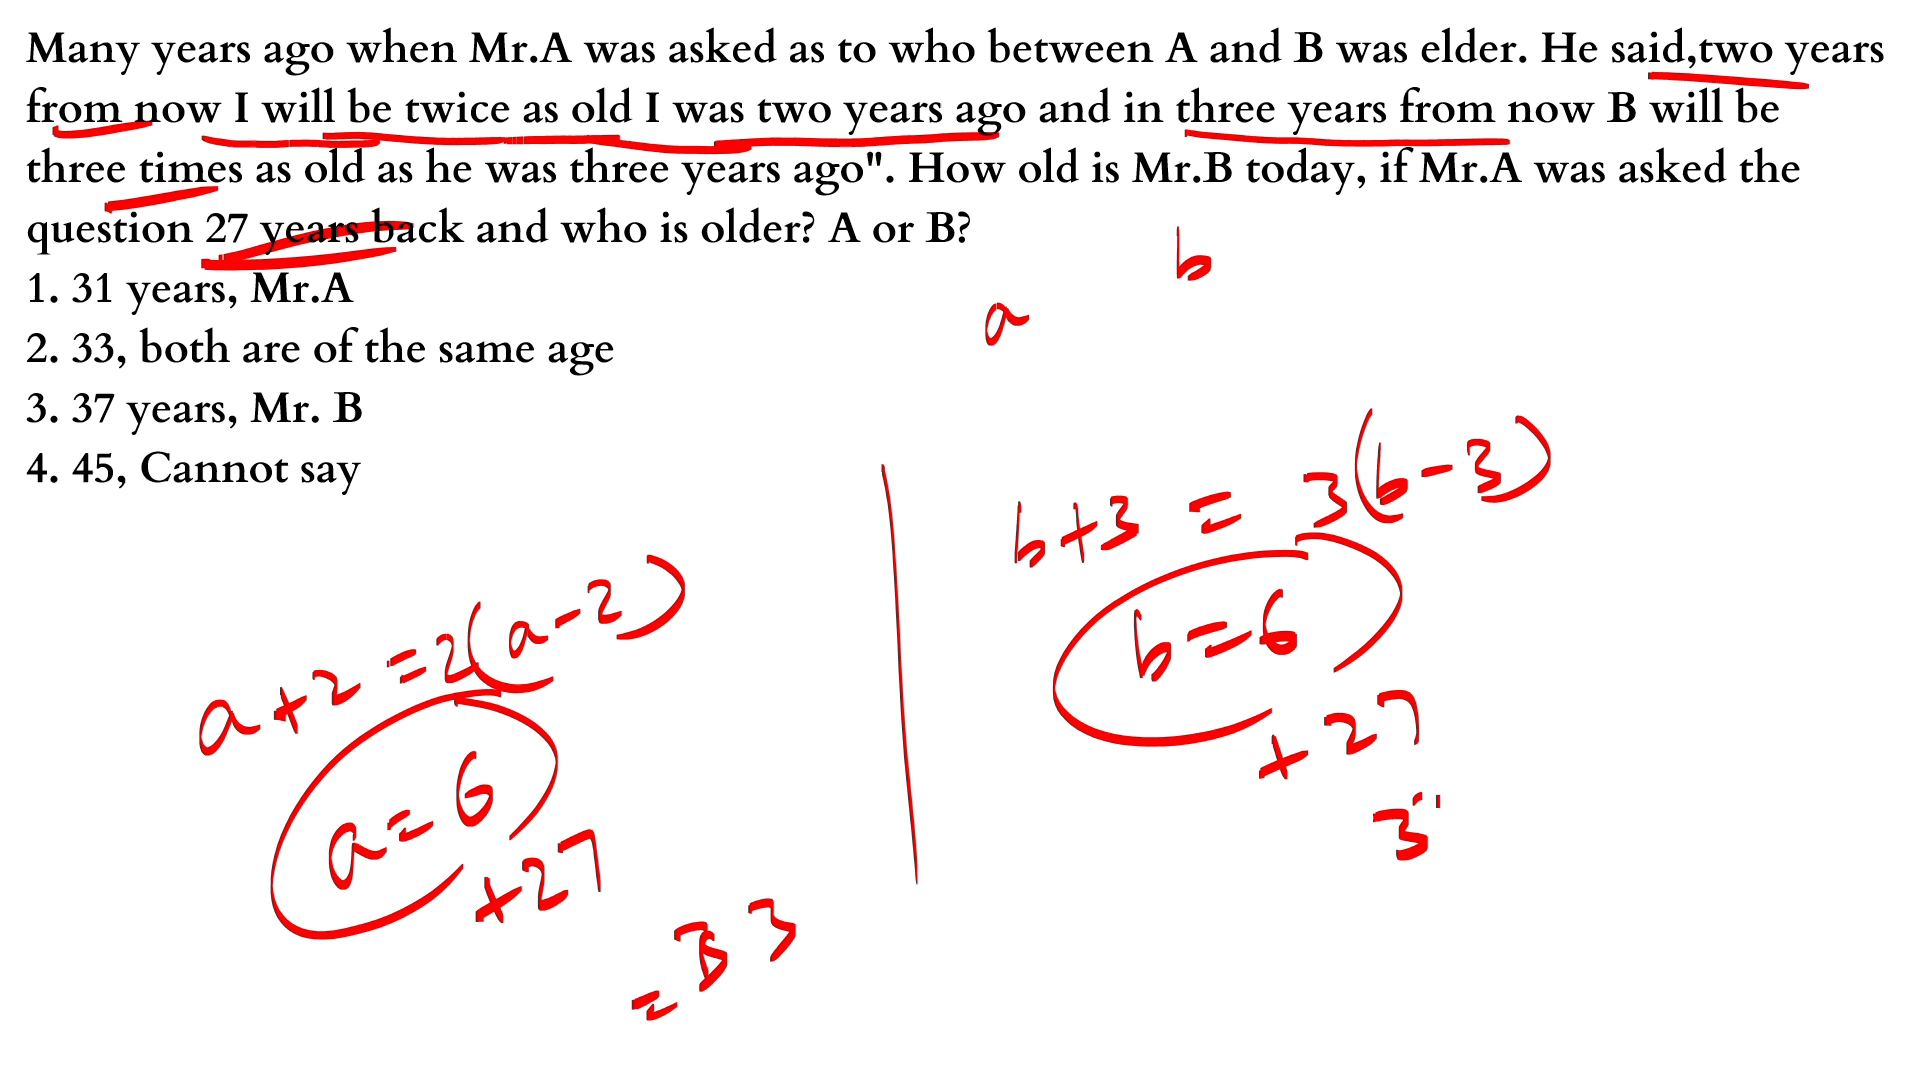 Many years ago when Mr.A was asked as to who between A and B was elder. He said,two years
from now I will be twice as old I was two years ago and in three years from now B will be
three times as old as he was three years ago". How old is Mr.B today, if Mr.A was asked the
question 27 years back and who is older? A or B?
1. 31 years, Mr.A
2. 33, both are of the same age
3. 37 years, Mr. B
4. 45, Cannot say
b
a
a+2 =2(a-2)
a=6
+27
=33
b+3 = 3(b-3)
b=6
+27
3